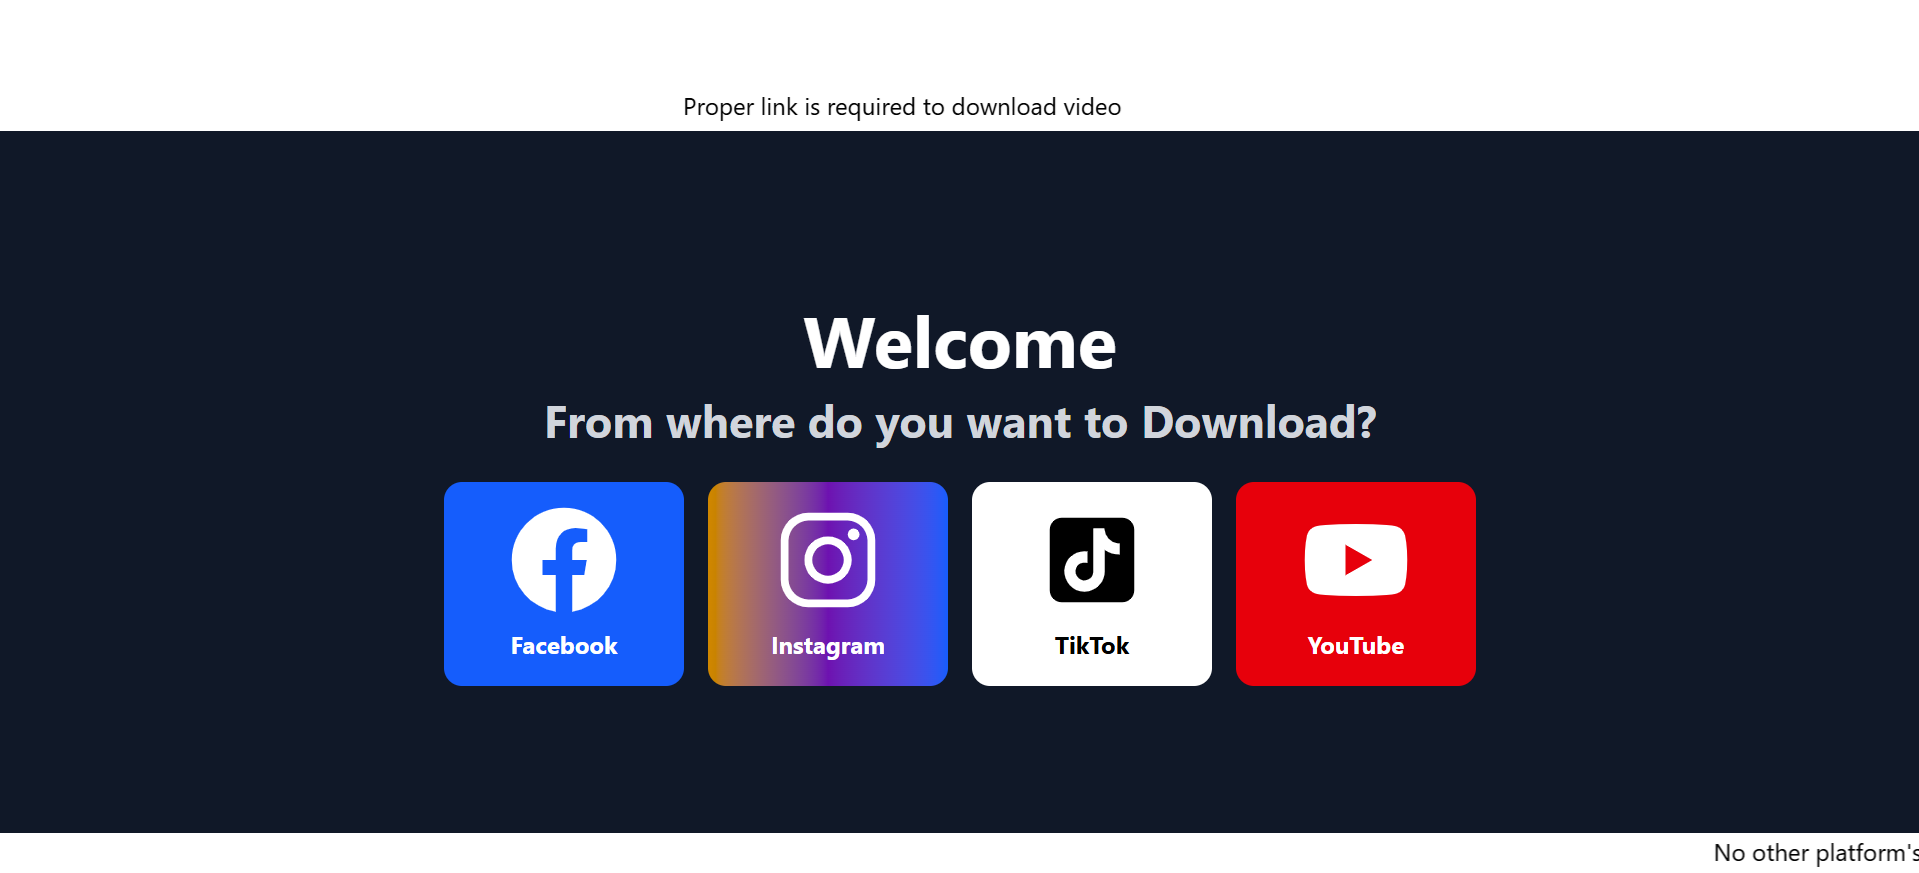 Proper link is required to download video
Welcome
From where do you want to Download?
Facebook
Instagram
TikTok
YouTube
No other platform's